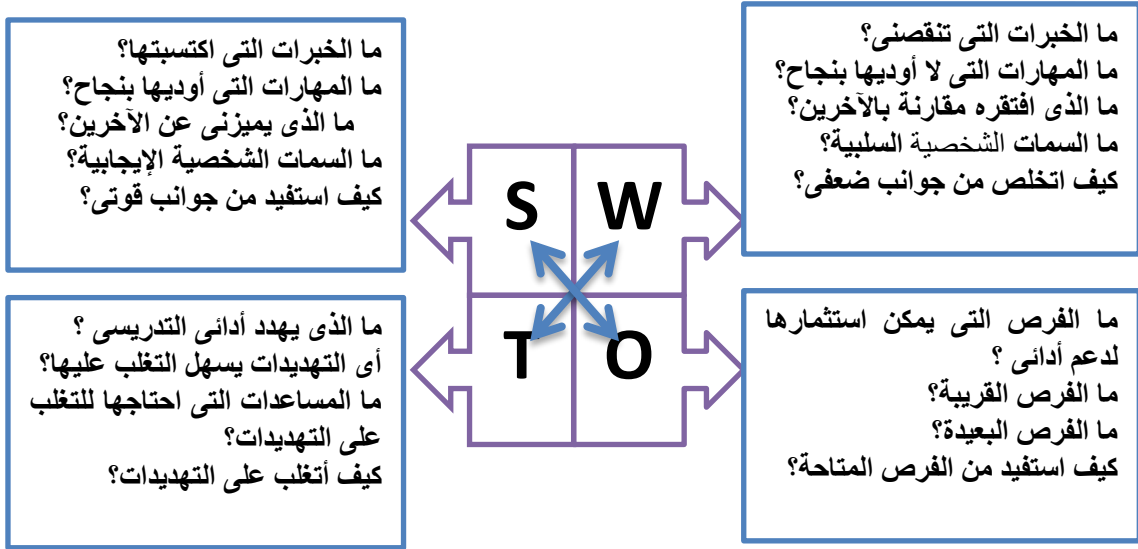 ما الخبرات التى تنقصنى؟
ما المهارات التى لا أوديها بنجاح؟
ما الذى افتقره مقارنة بالآخرين؟
ما السمات الشخصية السلبية؟
كيف اتخلص من جوانب ضعفى؟
ما الخبرات التى اكتسبتها؟
ما المهارات التى أوديها بنجاح؟
ما الذى يميزنى عن الآخرين؟
ما السمات الشخصية الإيجابية؟
كيف استفيد من جوانب قوتى؟
S
W
T
O
ما الفرص التى يمكن استثمارها
لدعم أدائى ؟
ما الفرص القريبة؟
ما الفرص البعيدة؟
كيف استفيد من الفرص المتاحة؟
ما الذى يهدد أدائى التدريسى ؟
أى التهديدات يسهل التغلب عليها؟
ما المساعدات التى احتاجها للتغلب
على التهديدات؟
كيف أتغلب على التهديدات؟